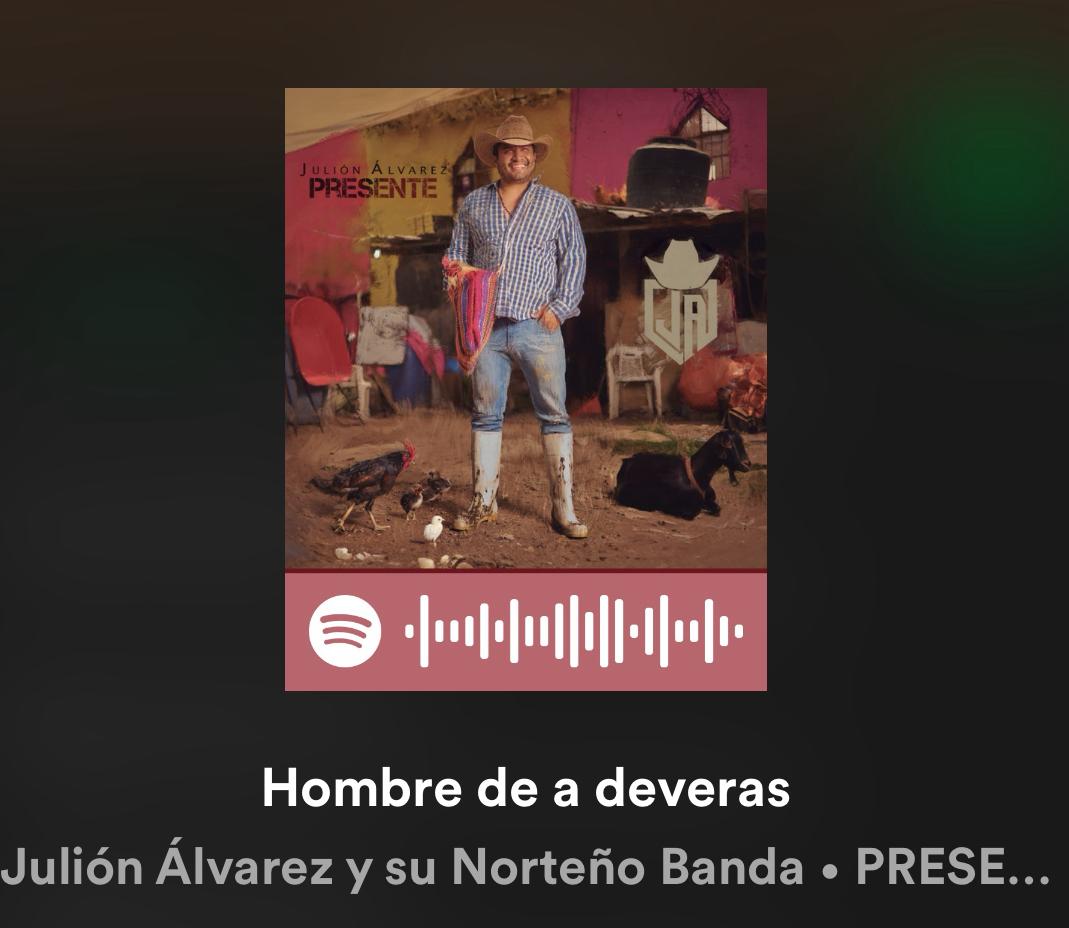 JULIÓN ÁLVAREZ
PRESENTE
JA
Hombre de a deveras
Julión Álvarez y su Norteño Banda • PRESE...